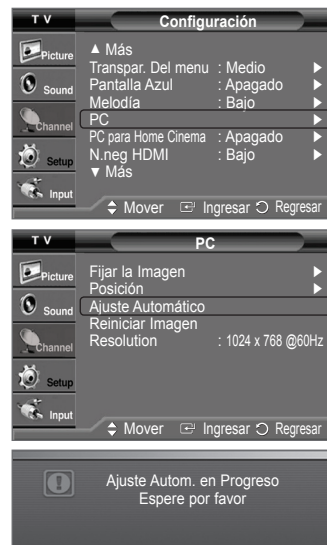 T V Configuración
▲ Más
Picture
Transpar. Del menu : Medio
Pantalla Azul : Apagado
Sound
Melodía : Bajo
PC
Channel
PC para Home Cinema : Apagado
Setup
N.neg HDMI : Bajo
▼ Más
Input
Mover Ingresar Regresar
T V PC
Picture
Fijar la Imagen
Posición
Sound
Ajuste Automático
Reiniciar Imagen
Channel
Resolution : 1024 x 768 @60Hz
Setup
Input
Mover Ingresar Regresar
Ajuste Autom. en Progreso
Espere por favor